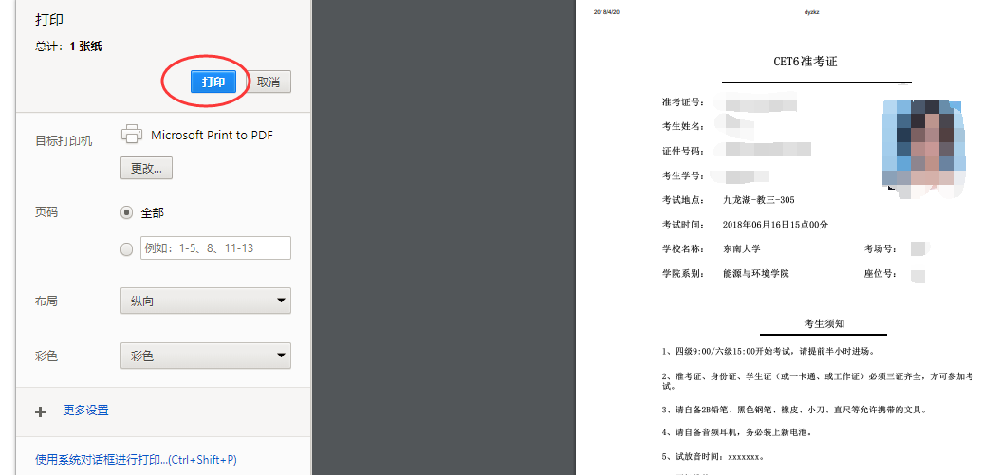 打印
总计：1 张纸
打印
取消
目标打印机
Microsoft Print to PDF
更改...
页码
全部
例如：1-5、8、11-13
布局
纵向
彩色
彩色
更多设置
使用系统对话框进行打印...(Ctrl+Shift+P)
2018/4/20
dyzkz
CET6准考证
准考证号：
考生姓名：
证件号码：
考生学号：
考试地点： 九龙湖-教三-305
考试时间： 2018年06月16日15点00分
学校名称： 东南大学 考场号：
学院系别： 能源与环境学院 座位号：
考生须知
1、四级9:00/六级15:00开始考试，请提前半小时进场。
2、准考证、身份证、学生证（或一卡通、或工作证）必须三证齐全，方可参加考
试。
3、请自备2B铅笔、黑色钢笔、橡皮、小刀、直尺等允许携带的文具。
4、请自备音频耳机，务必装上新电池。
5、试放音时间：xxxxxxx。